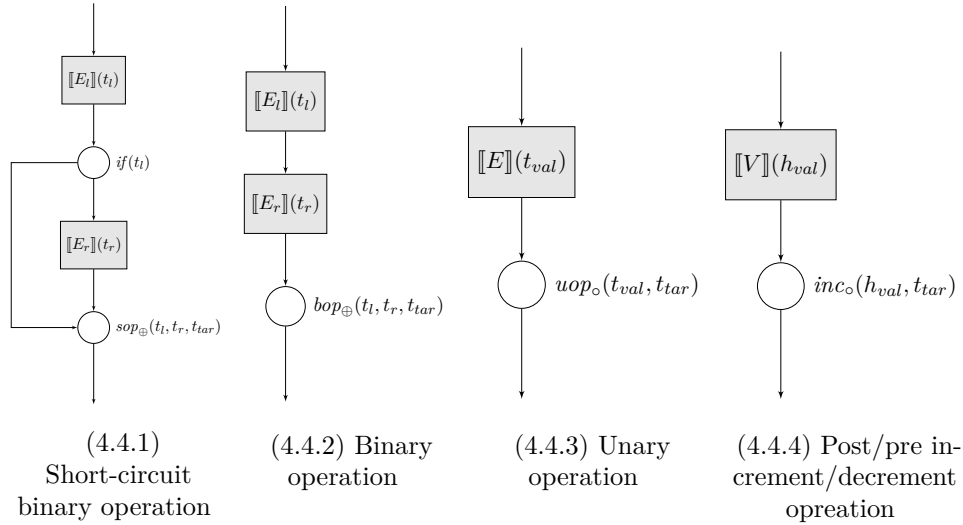 ⟦E_l⟧(t_l)
if(t_l)
⟦E_r⟧(t_r)
sop_⊕(t_l, t_r, t_tar)
(4.4.1)
Short-circuit
binary operation
⟦E_l⟧(t_l)
⟦E_r⟧(t_r)
bop_⊕(t_l, t_r, t_tar)
(4.4.2) Binary
operation
⟦E⟧(t_val)
uop_∘(t_val, t_tar)
(4.4.3) Unary
operation
⟦V⟧(h_val)
inc_∘(h_val, t_tar)
(4.4.4) Post/pre in-
crement/decrement
opreation